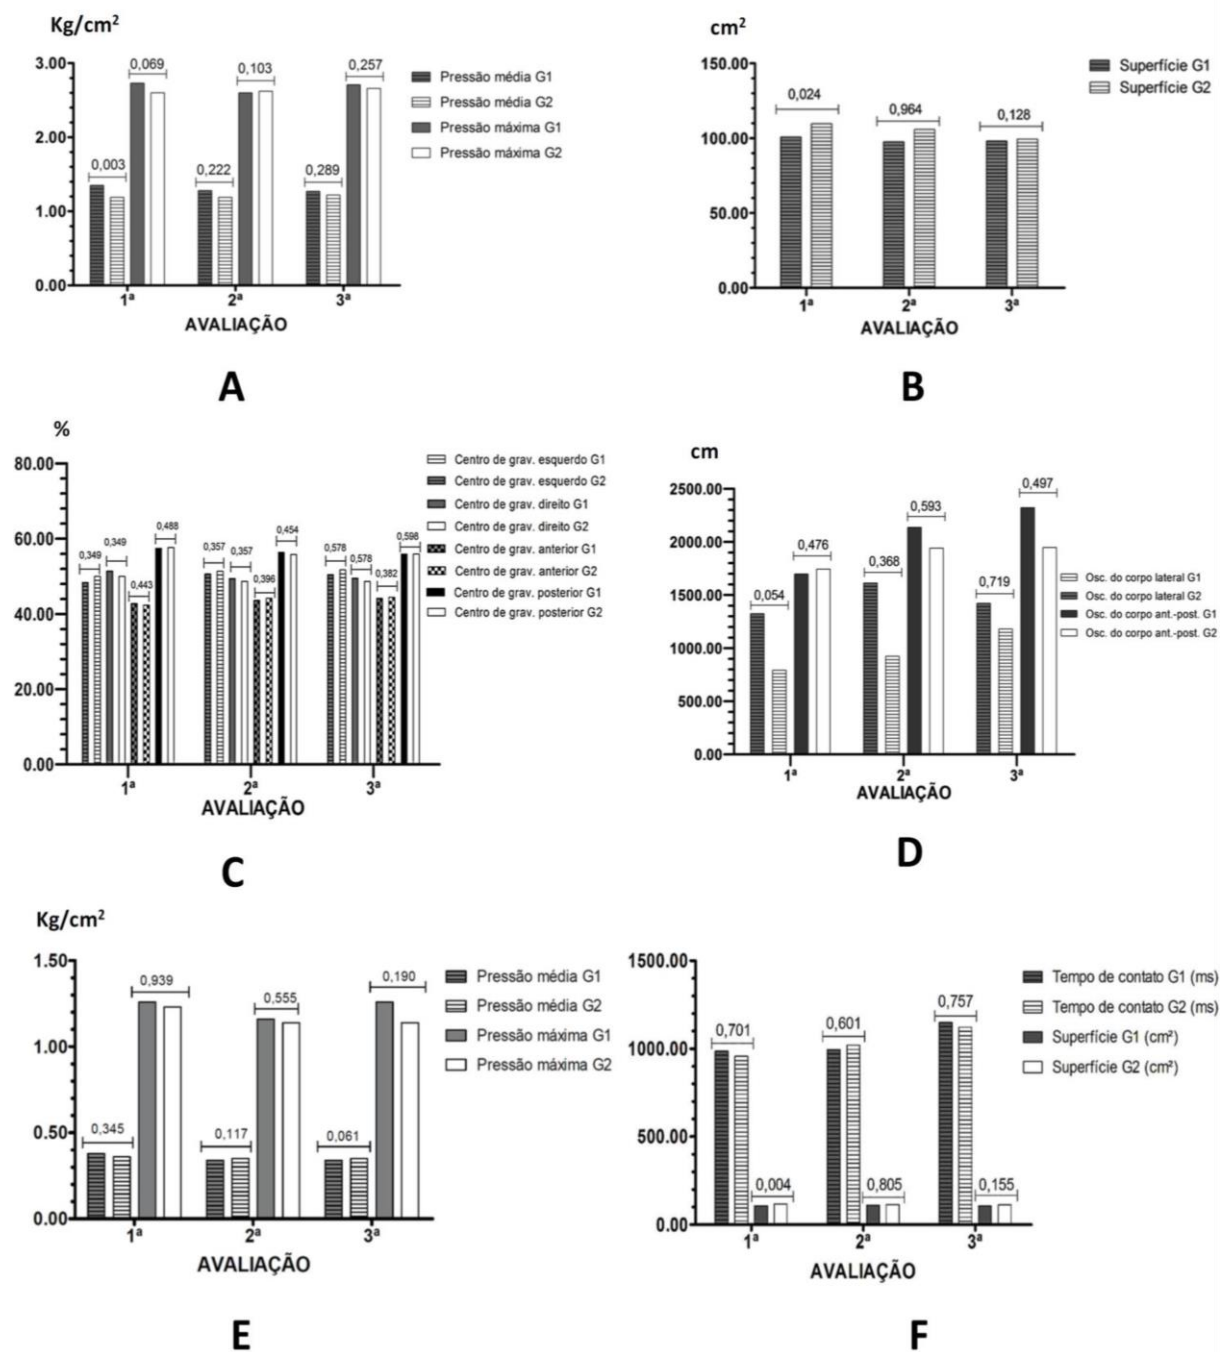 Kg/cm²
3.00
2.00
1.00
0.00
0,069
0,103
0,257
0,003
0,222
0,289
1ª
2ª
3ª
AVALIAÇÃO
Pressão média G1
Pressão média G2
Pressão máxima G1
Pressão máxima G2
A
cm²
150.00
100.00
50.00
0.00
0,024
0,964
0,128
1ª
2ª
3ª
AVALIAÇÃO
Superfície G1
Superfície G2
B
%
80.00
60.00
40.00
20.00
0.00
0,349
0,349
0,443
0,488
0,357
0,357
0,396
0,454
0,578
0,578
0,382
0,598
1ª
2ª
3ª
AVALIAÇÃO
Centro de grav. esquerdo G1
Centro de grav. esquerdo G2
Centro de grav. direito G1
Centro de grav. direito G2
Centro de grav. anterior G1
Centro de grav. anterior G2
Centro de grav. posterior G1
Centro de grav. posterior G2
C
cm
2500.00
2000.00
1500.00
1000.00
500.00
0.00
0,054
0,476
0,368
0,593
0,719
0,497
1ª
2ª
3ª
AVALIAÇÃO
Osc. do corpo lateral G1
Osc. do corpo lateral G2
Osc. do corpo ant.-post. G1
Osc. do corpo ant.-post. G2
D
Kg/cm²
1.50
1.00
0.50
0.00
0,939
0,555
0,190
0,345
0,117
0,061
1ª
2ª
3ª
AVALIAÇÃO
Pressão média G1
Pressão média G2
Pressão máxima G1
Pressão máxima G2
E
1500.00
1000.00
500.00
0.00
0,701
0,601
0,757
0,004
0,805
0,155
1ª
2ª
3ª
AVALIAÇÃO
Tempo de contato G1 (ms)
Tempo de contato G2 (ms)
Superfície G1 (cm²)
Superfície G2 (cm²)
F